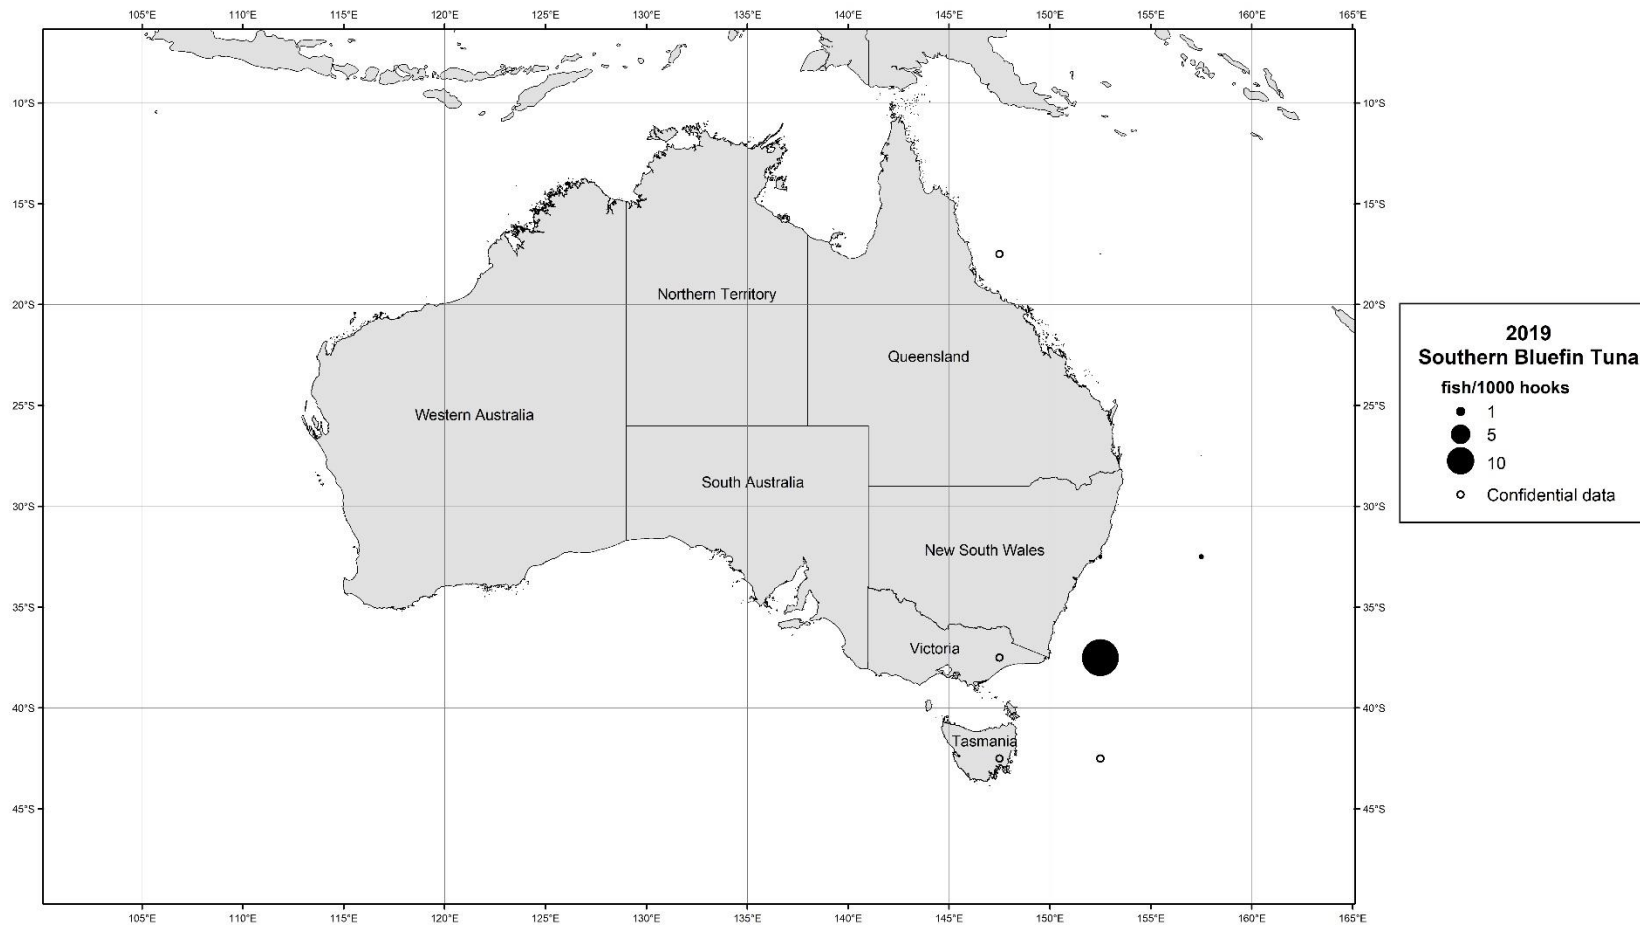 105°E 110°E 115°E 120°E 125°E 130°E 135°E 140°E 145°E 150°E 155°E 160°E 165°E
10°S 10°S
15°S 15°S
Northern Territory
20°S 20°S
2019
Southern Bluefin Tuna
Queensland
fish/1000 hooks
25°S 25°S
1
Western Australia
5
10
South Australia
Confidential data
30°S 30°S
New South Wales
35°S 35°S
Victoria
40°S 40°S
Tasmania
45°S 45°S
105°E 110°E 115°E 120°E 125°E 130°E 135°E 140°E 145°E 150°E 155°E 160°E 165°E